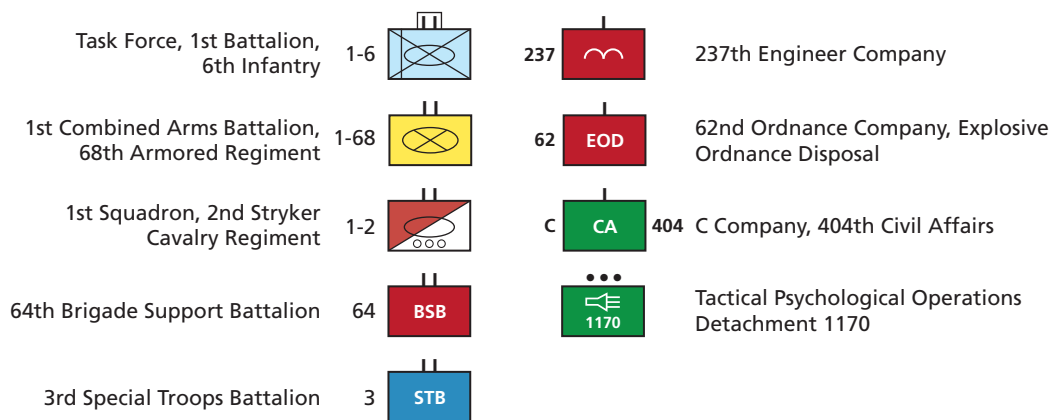 Task Force, 1st Battalion,
6th Infantry
1-6
1st Combined Arms Battalion,
68th Armored Regiment
1-68
1st Squadron, 2nd Stryker
Cavalry Regiment
1-2
64th Brigade Support Battalion
64
BSB
3rd Special Troops Battalion
3
STB
237
237th Engineer Company
62
EOD
62nd Ordnance Company, Explosive
Ordnance Disposal
C
CA
404
C Company, 404th Civil Affairs
1170
Tactical Psychological Operations
Detachment 1170